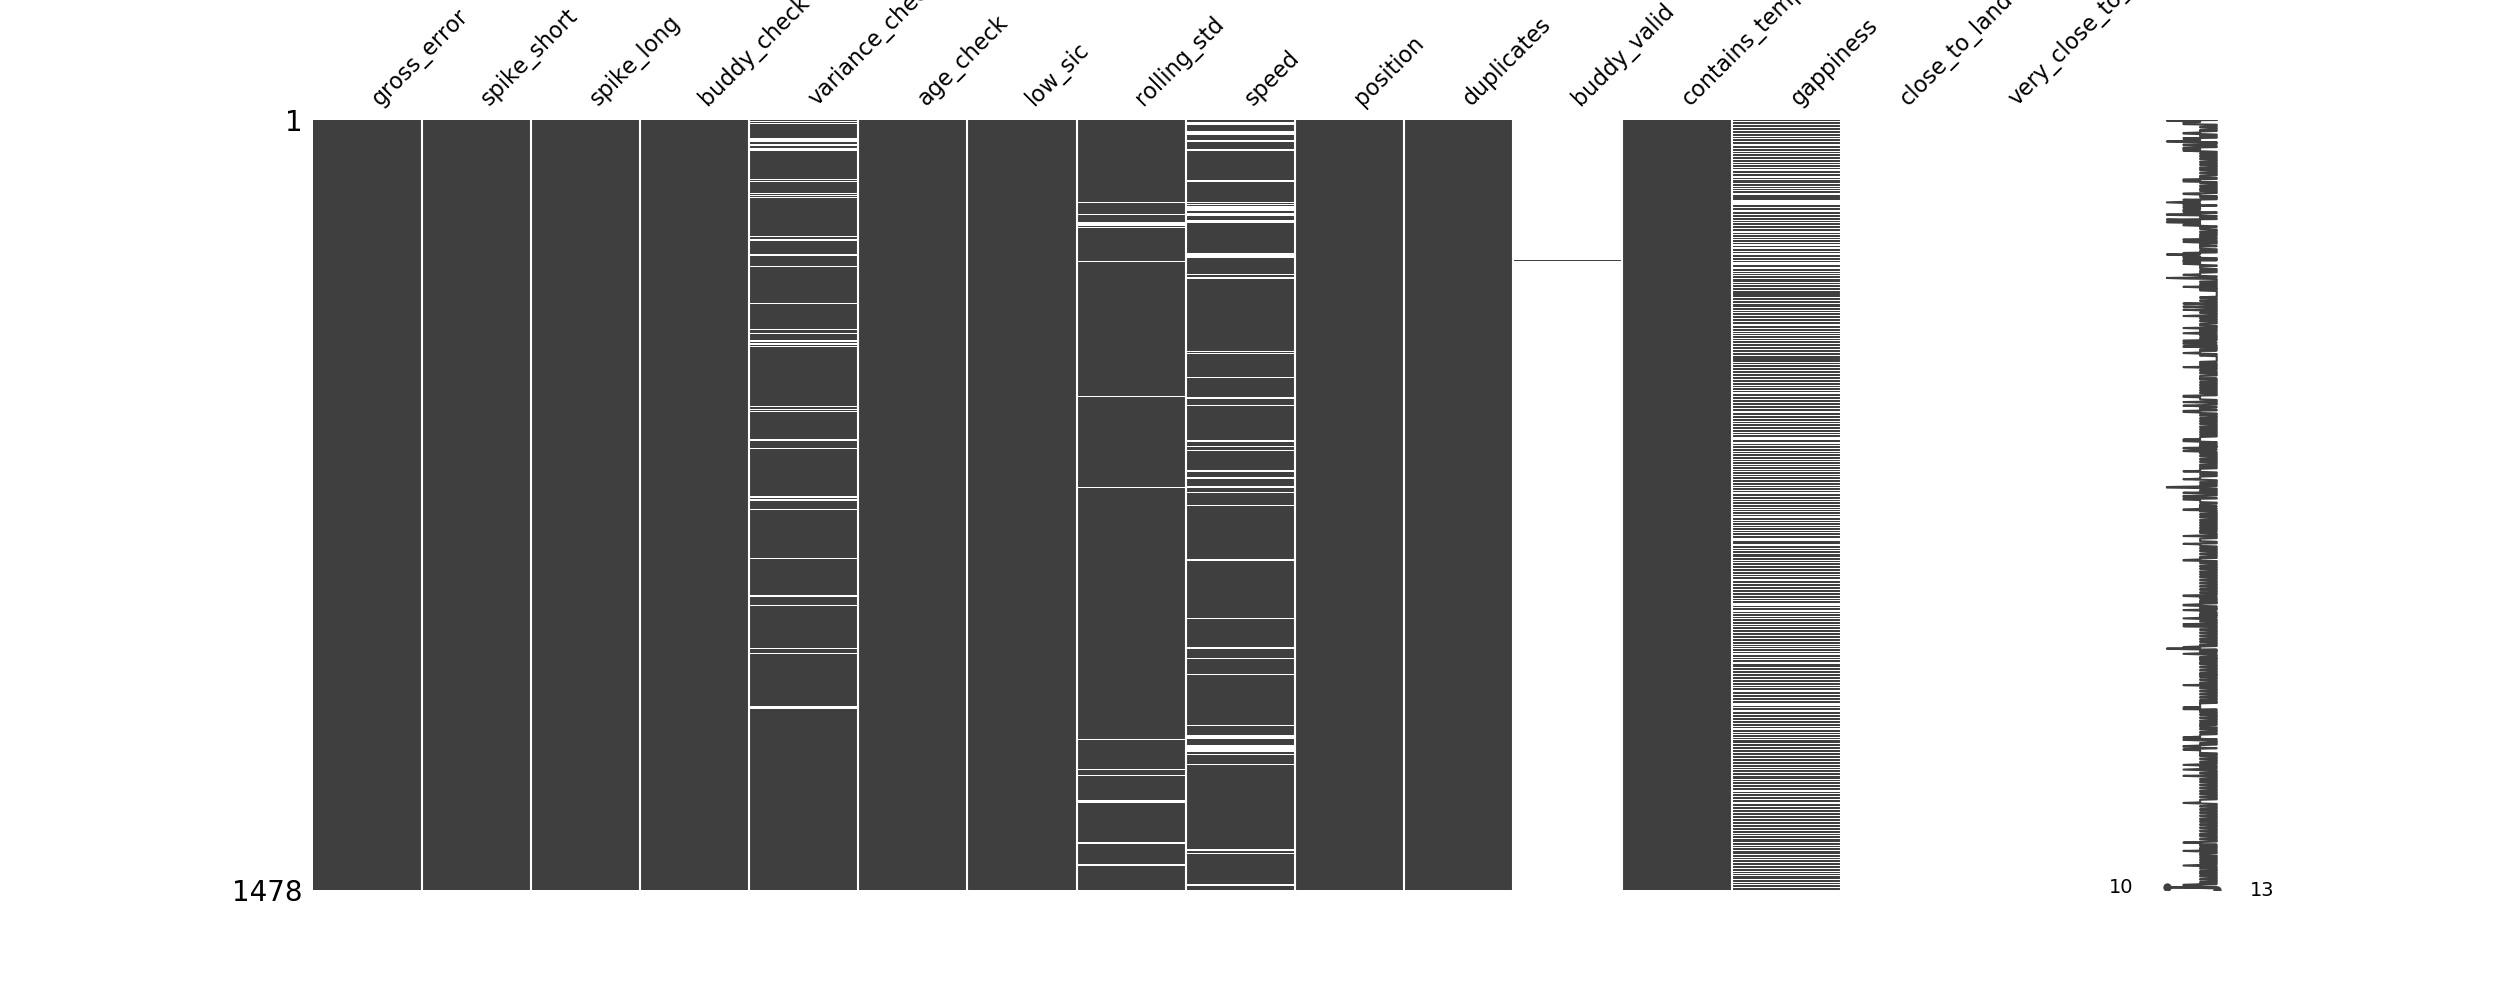 gross_error
spike_short
spike_long
buddy_check
variance_che
age_check
low_sic
rolling_std
speed
position
duplicates
buddy_valid
contains_temp
gappiness
close_to_land
very_close_to_
1
1478
10
13